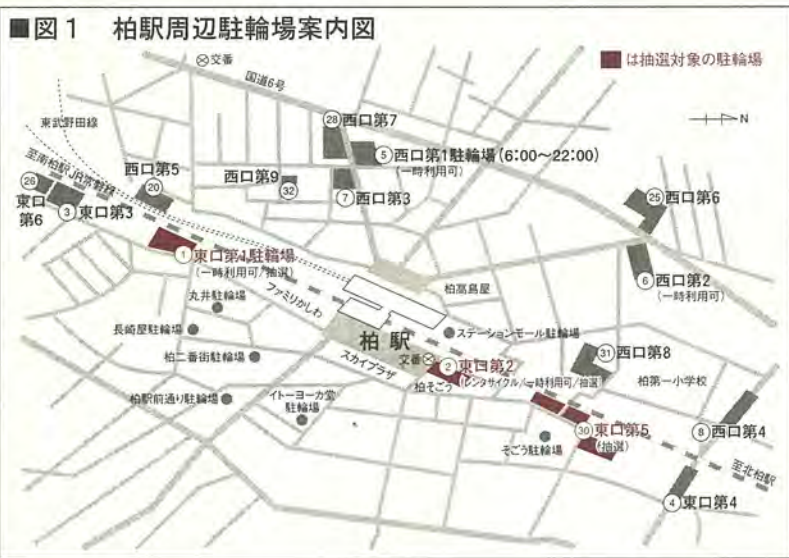 ■図1 柏駅周辺駐輪場案内図
は抽選対象の駐輪場
交番
国道6号
N
東武野田線
至南柏駅JR常磐線
28 西口第7
5 西口第1駐輪場(6:00~22:00)
(一時利用可)
西口第5
20
西口第9
32
7 西口第3
26
東口第6
3 東口第3
25 西口第6
1 東口第1駐輪場
(一時利用可/抽選)
6 西口第2
(一時利用可)
丸井駐輪場
ファミリかしわ
柏高島屋
長崎屋駐輪場
柏駅
ステーションモール駐輪場
31 西口第8
柏二番街駐輪場
スカイプラザ
交番
2 東口第2
(レンタサイクル/一時利用可/抽選)
柏そごう
柏第一小学校
柏駅前通り駐輪場
イトーヨーカ堂
駐輪場
30 東口第5
(抽選)
そごう駐輪場
8 西口第4
至北柏駅
4 東口第4